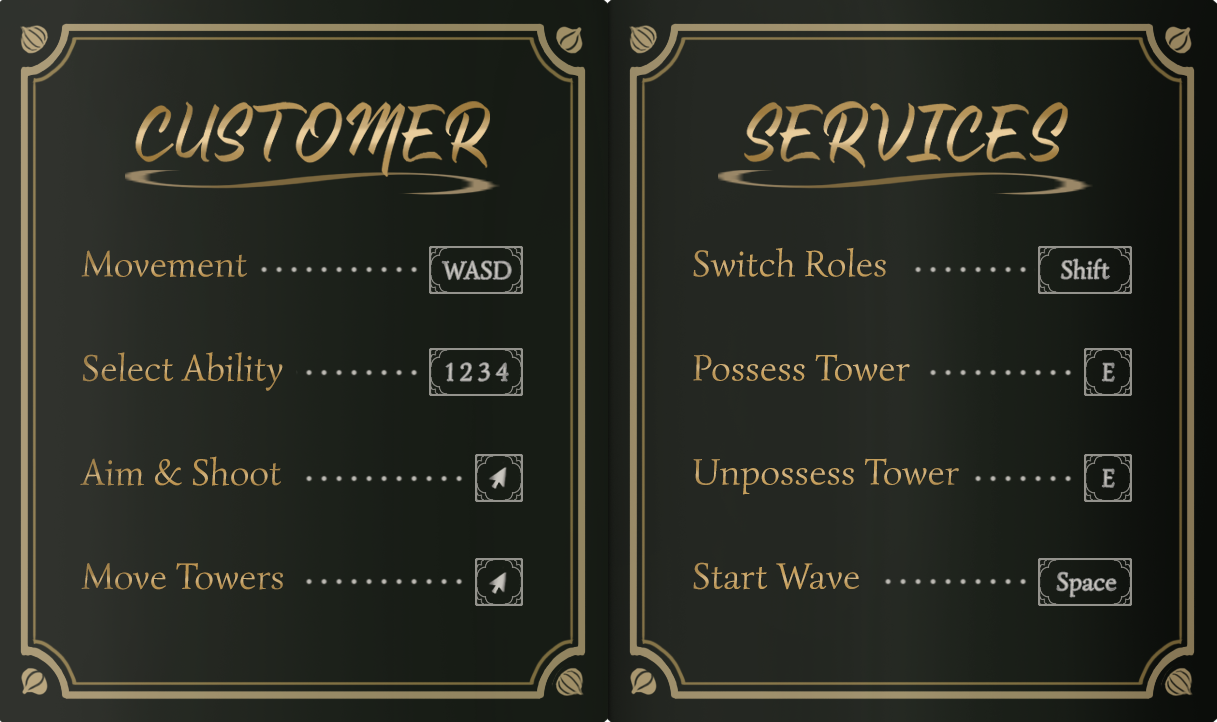 CUSTOMER
Movement ........... WASD
Select Ability ........ 1234
Aim & Shoot ...........
Move Towers ...........
SERVICES
Switch Roles ........ Shift
Possess Tower .......... E
Unpossess Tower ....... E
Start Wave .......... Space